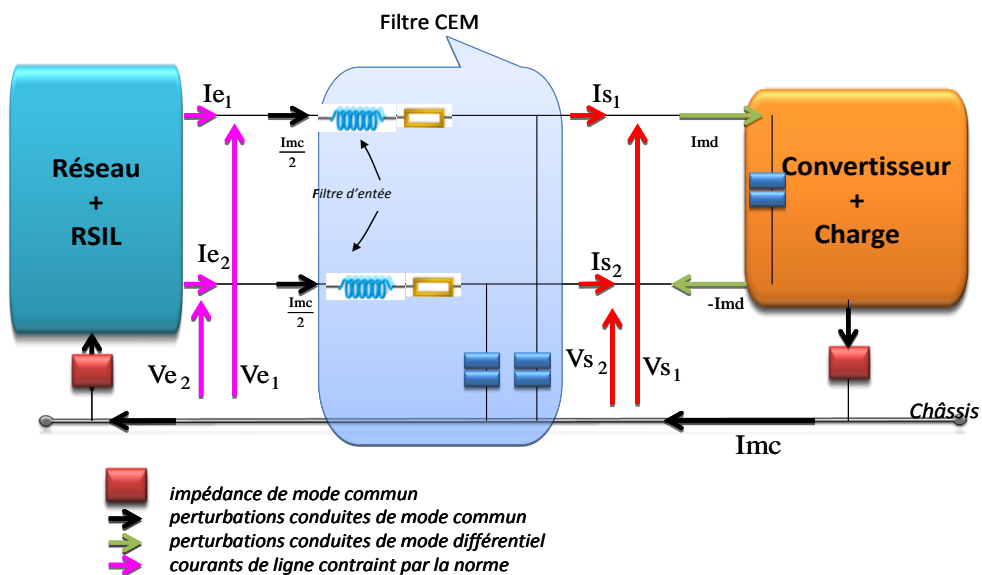 Filtre CEM
Réseau
+
RSIL
Ie1
Imc
2
Is1
Imd
Convertisseur
+
Charge
Filtre d'entée
Ie2
Imc
2
Is2
-Imd
Ve2
Ve1
Vs2
Vs1
Châssis
Imc
impédance de mode commun
perturbations conduites de mode commun
perturbations conduites de mode différentiel
courants de ligne contraint par la norme